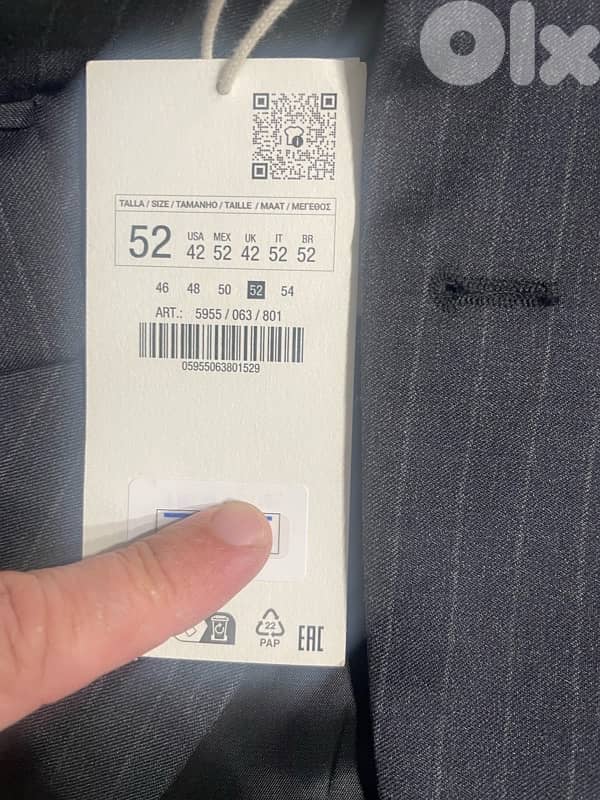 Olx
TALLA / SIZE / TAMANHO / TAILLE / MAAT / ΜΕΓΕΘΟΣ
52 USA MEX UK IT BR
42 52 42 52 52
46 48 50 52 54
ART.: 5955 / 063 / 801
05955063801529
22
PAP
EAC